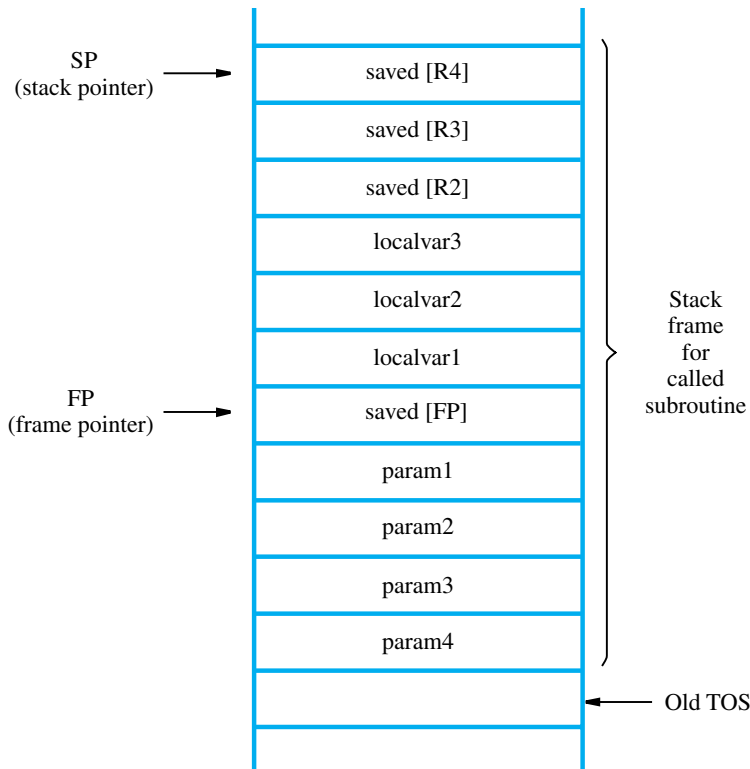 SP
(stack pointer)
saved [R4]
saved [R3]
saved [R2]
localvar3
localvar2
localvar1
FP
(frame pointer)
saved [FP]
param1
param2
param3
param4
Stack
frame
for
called
subroutine
Old TOS